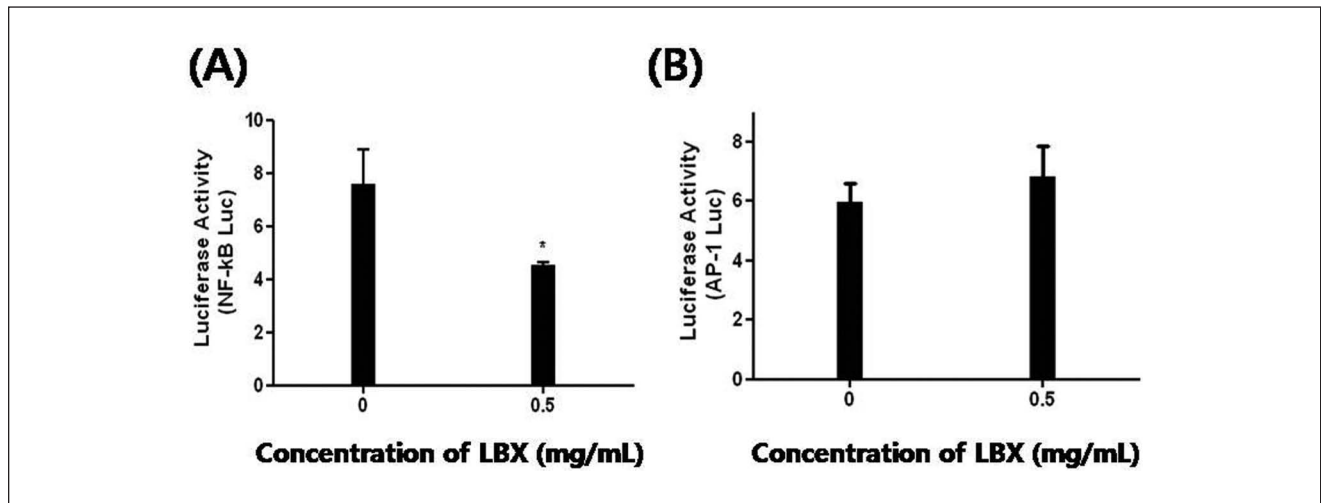 (A)
10
8
6
4
2
0
Luciferase Activity
(NF-kB Luc)
*
0 0.5
Concentration of LBX (mg/mL)
(B)
8
6
4
2
0
Luciferase Activity
(AP-1 Luc)
0 0.5
Concentration of LBX (mg/mL)